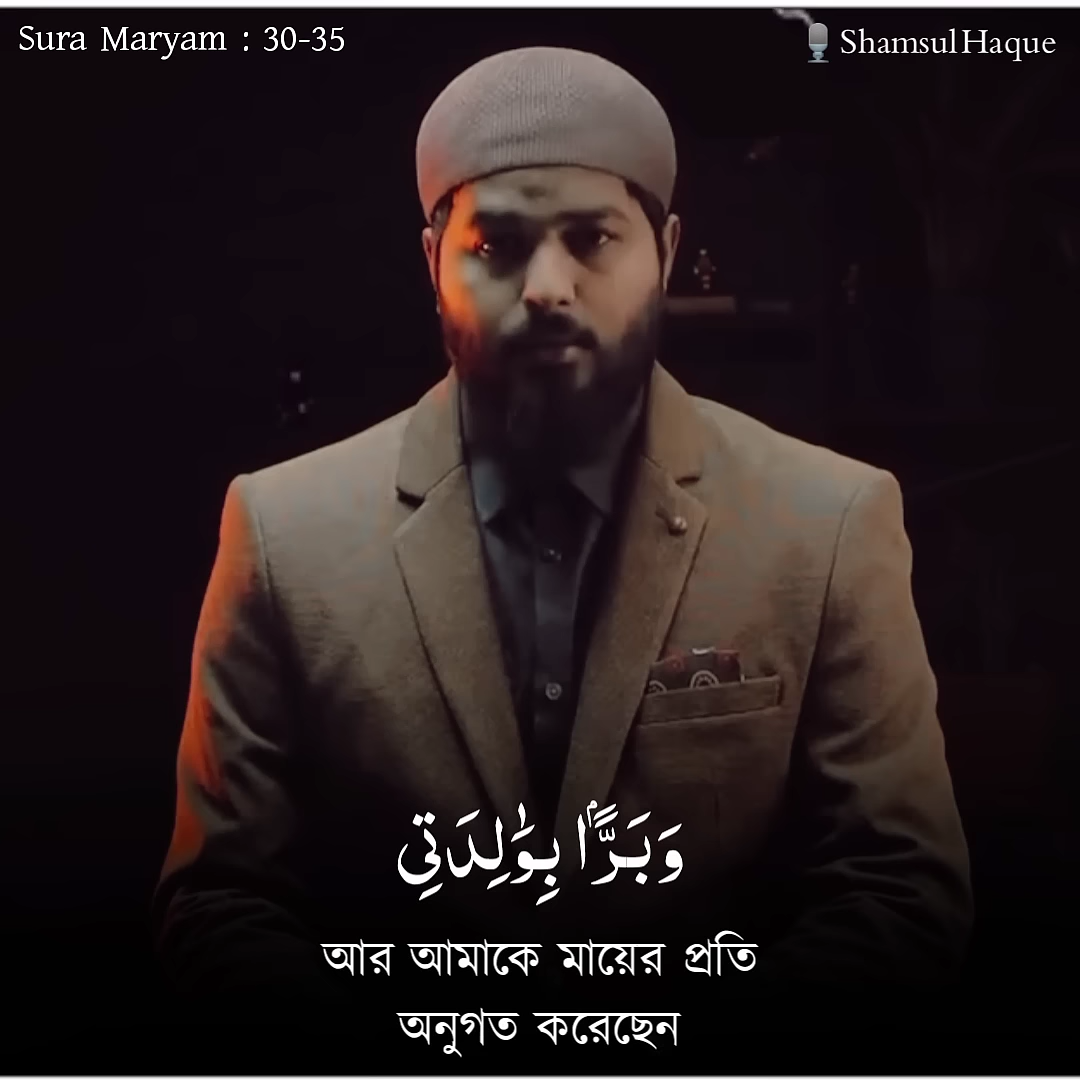 Sura Maryam : 30-35
ShamsulHaque
وَبَرًّۢا بِوَٰلِدَتِي
আর আমাকে মায়ের প্রতি
অনুগত করেছেন